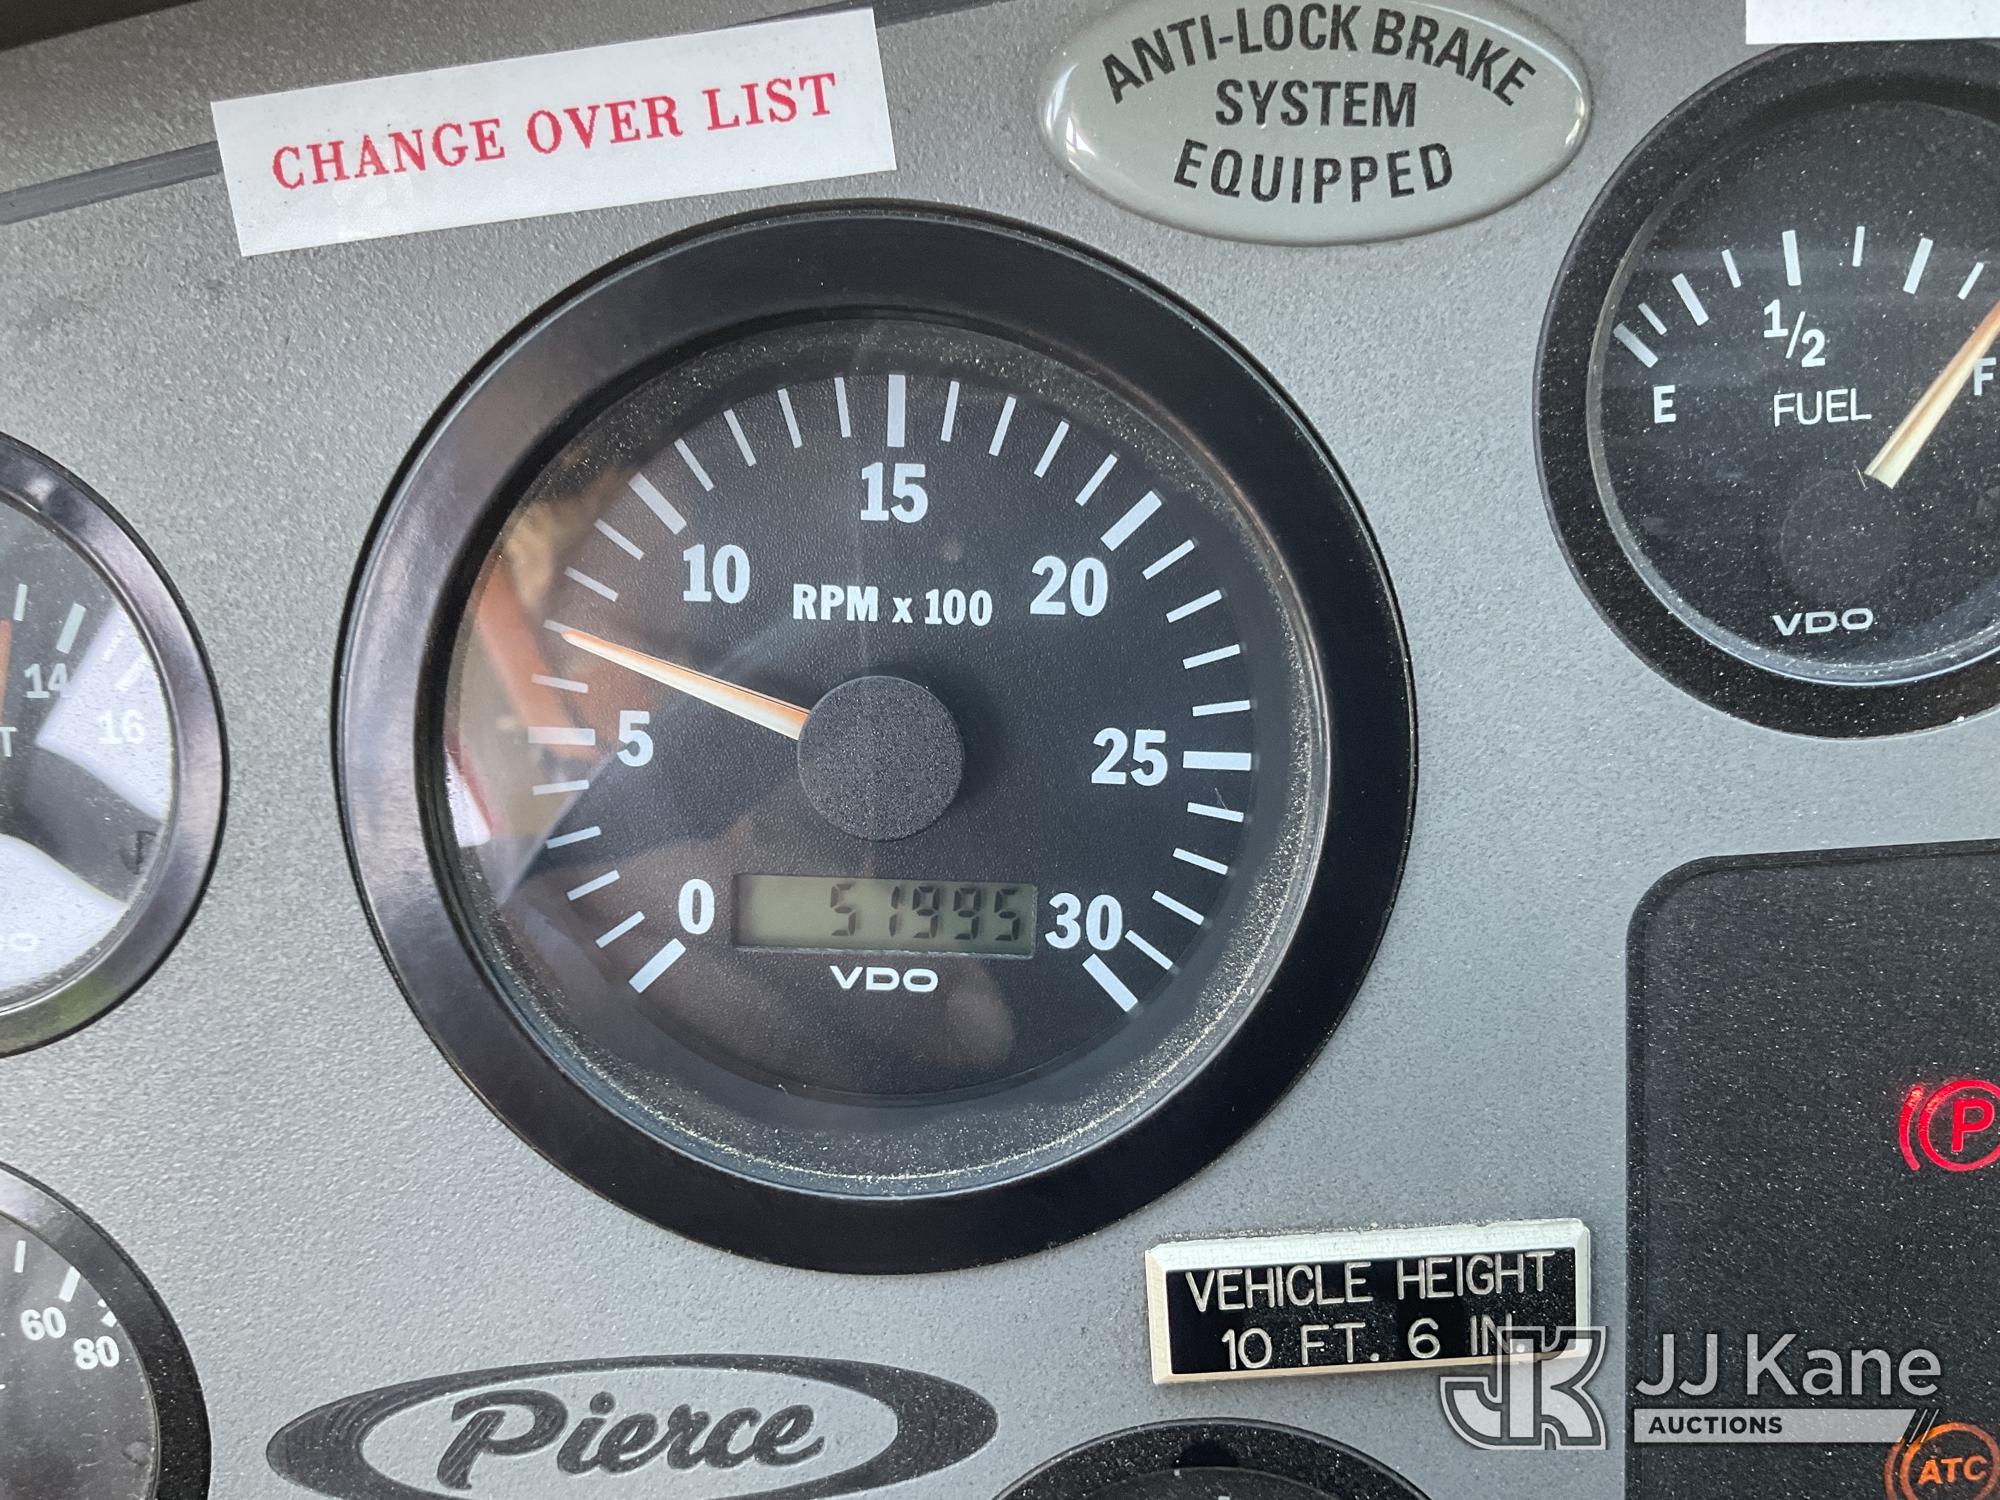 CHANGE OVER LIST
ANTI-LOCK BRAKE
SYSTEM
EQUIPPED
E
1/2
F
FUEL
VDO
14
16
0
5
10
15
20
25
30
RPM x 100
51995
VDO
P
60
80
VEHICLE HEIGHT
10 FT. 6 IN.
Pierce
JK
JJ Kane
AUCTIONS
ATC